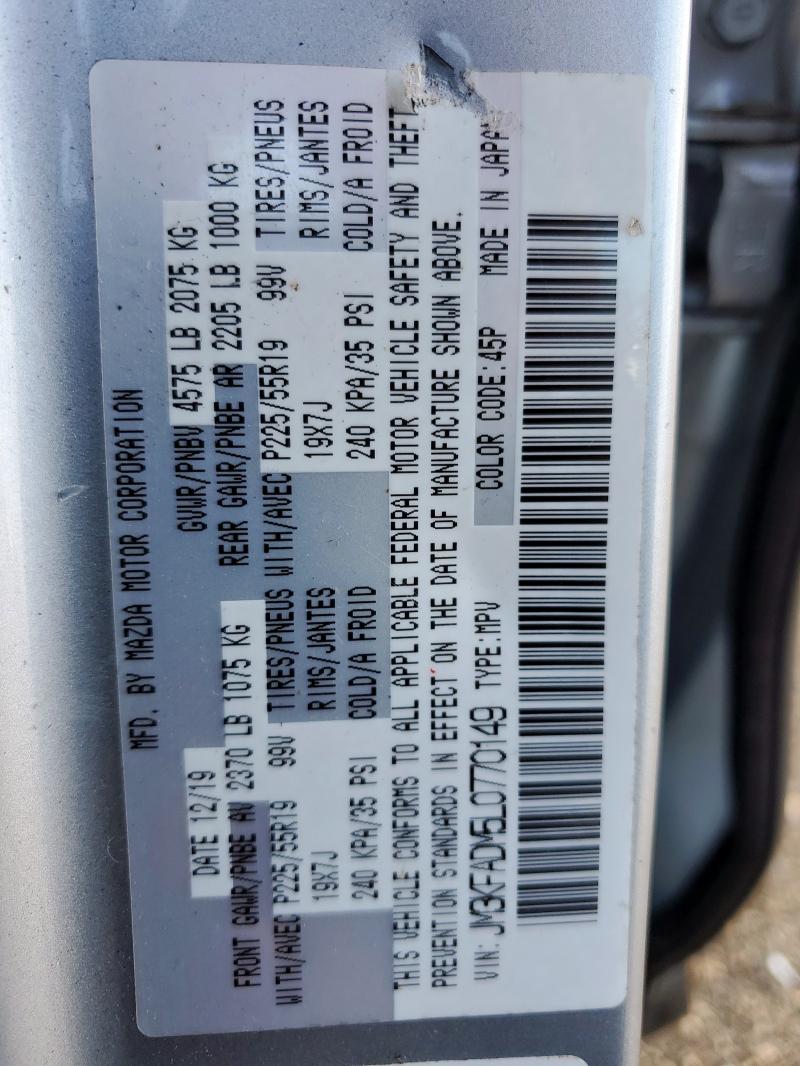 MFD. BY MAZDA MOTOR CORPORATION
DATE 12/19 GVWR/PNBV 4575 LB 2075 KG
FRONT GAWR/PNBE AV 2370 LB 1075 KG REAR GAWR/PNBE AR 2205 LB 1000 KG
WITH/AVEC P225/55R19 99V TIRES/PNEUS WITH/AVEC P225/55R19 99V TIRES/PNEUS
19X7J RIMS/JANTES 19X7J RIMS/JANTES
240 KPA/35 PSI COLD/A FROID 240 KPA/35 PSI COLD/A FROID
THIS VEHICLE CONFORMS TO ALL APPLICABLE FEDERAL MOTOR VEHICLE SAFETY AND THEFT
PREVENTION STANDARDS IN EFFECT ON THE DATE OF MANUFACTURE SHOWN ABOVE.
VIN: JM3KFADM5L0770149 TYPE:MPV COLOR CODE:45P MADE IN JAPAN